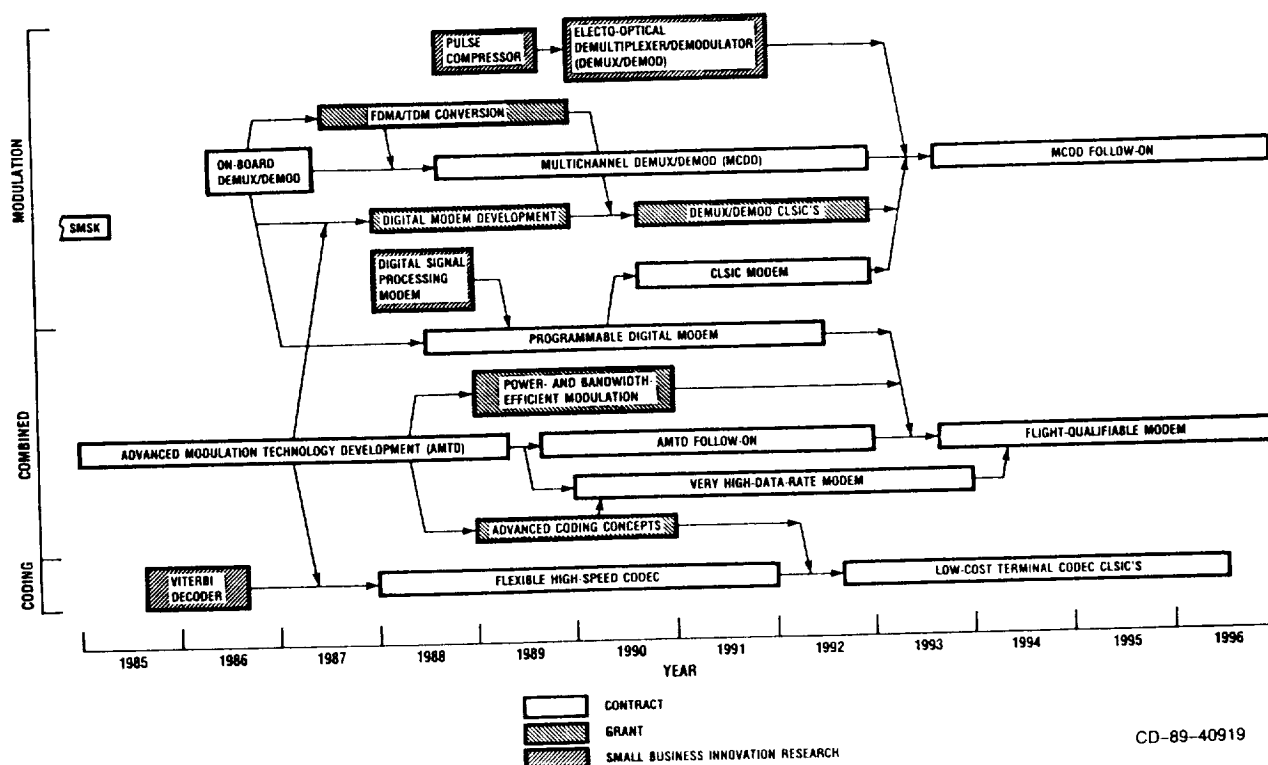 MODULATION
COMBINED
CODING
PULSE
COMPRESSOR
ELECTO-OPTICAL
DEMULTIPLEXER/DEMODULATOR
(DEMUX/DEMOD)
FDMA/TDM CONVERSION
ON-BOARD
DEMUX/DEMOD
MULTICHANNEL DEMUX/DEMOD (MCDD)
MCDD FOLLOW-ON
SMSK
DIGITAL MODEM DEVELOPMENT
DEMUX/DEMOD CLSIC'S
DIGITAL SIGNAL
PROCESSING
MODEM
CLSIC MODEM
PROGRAMMABLE DIGITAL MODEM
POWER- AND BANDWIDTH-
EFFICIENT MODULATION
ADVANCED MODULATION TECHNOLOGY DEVELOPMENT (AMTD)
AMTD FOLLOW-ON
FLIGHT-QUALIFIABLE MODEM
VERY HIGH-DATA-RATE MODEM
ADVANCED CODING CONCEPTS
VITERBI
DECODER
FLEXIBLE HIGH-SPEED CODEC
LOW-COST TERMINAL CODEC CLSIC'S
1985 1986 1987 1988 1989 1990 1991 1992 1993 1994 1995 1996
YEAR
CONTRACT
GRANT
SMALL BUSINESS INNOVATION RESEARCH
CD-89-40919